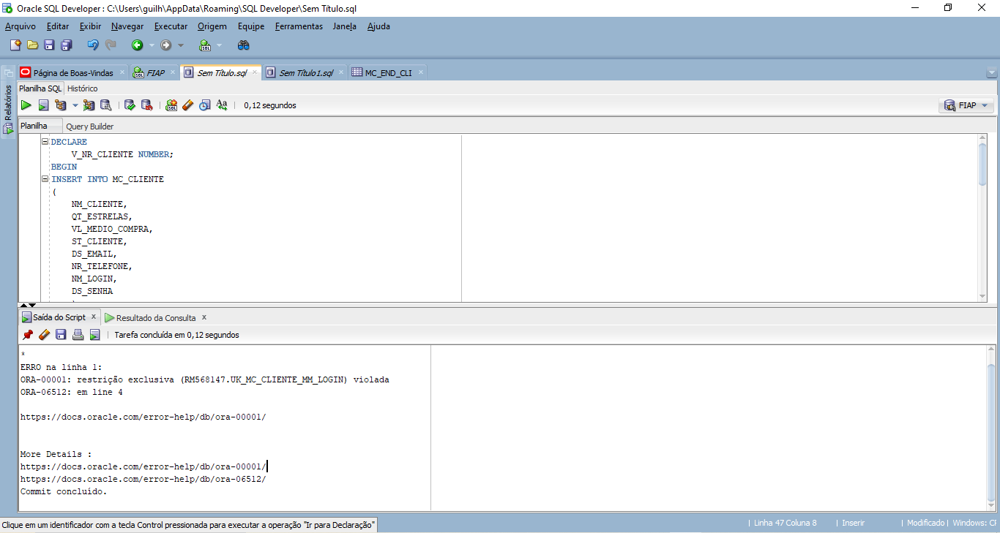 Oracle SQL Developer : C:\Users\guilh\AppData\Roaming\SQL Developer\Sem Título.sql
Arquivo Editar Exibir Navegar Executar Origem Equipe Ferramentas Janela Ajuda
Página de Boas-Vindas FIAP Sem Título.sql Sem Título1.sql MC_END_CLI
Relatórios
Planilha SQL Histórico
0,12 segundos
FIAP
Planilha Query Builder
DECLARE
V_NR_CLIENTE NUMBER;
BEGIN
INSERT INTO MC_CLIENTE
(
NM_CLIENTE,
QT_ESTRELAS,
VL_MEDIO_COMPRA,
ST_CLIENTE,
DS_EMAIL,
NR_TELEFONE,
NM_LOGIN,
DS_SENHA
Saída do Script x Resultado da Consulta x
Tarefa concluída em 0,12 segundos
*
ERRO na linha 1:
ORA-00001: restrição exclusiva (RM568147.UK_MC_CLIENTE_MM_LOGIN) violada
ORA-06512: em line 4
https://docs.oracle.com/error-help/db/ora-00001/
More Details :
https://docs.oracle.com/error-help/db/ora-00001/
https://docs.oracle.com/error-help/db/ora-06512/
Commit concluído.
Clique em um identificador com a tecla Control pressionada para executar a operação "Ir para Declaração"
| Linha 47 Coluna 8 | Inserir | Modificado | Windows: CF